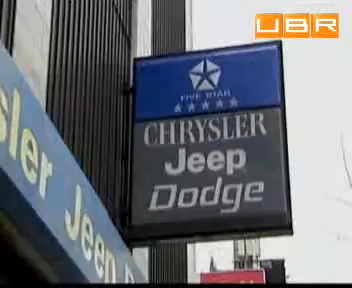 UBR
FIVE STAR
CHRYSLER
Jeep
Dodge
sler Jeep D